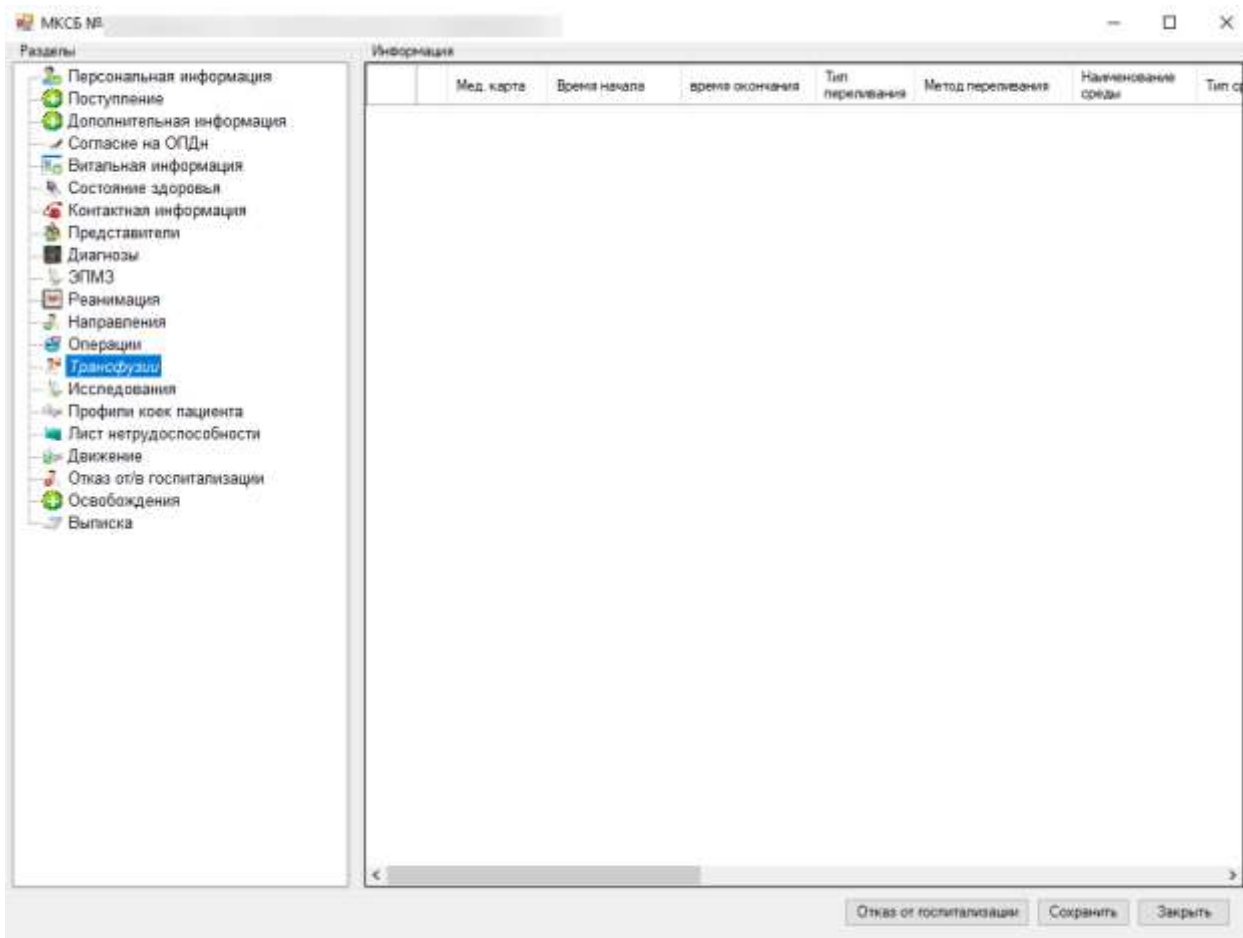 МКСБ №
Разделы
Информация
Персональная информация
Поступление
Дополнительная информация
Согласие на ОПДн
Витальная информация
Состояние здоровья
Контактная информация
Представители
Диагнозы
ЭПМЗ
Реанимация
Направления
Операции
Трансфузии
Исследования
Профили коек пациента
Лист нетрудоспособности
Движение
Отказ от/в госпитализации
Освобождения
Выписка
Мед. карта
Время начала
время окончания
Тип
переливания
Метод переливания
Наименование
среды
Тип ср
Отказ от госпитализации
Сохранить
Закрыть